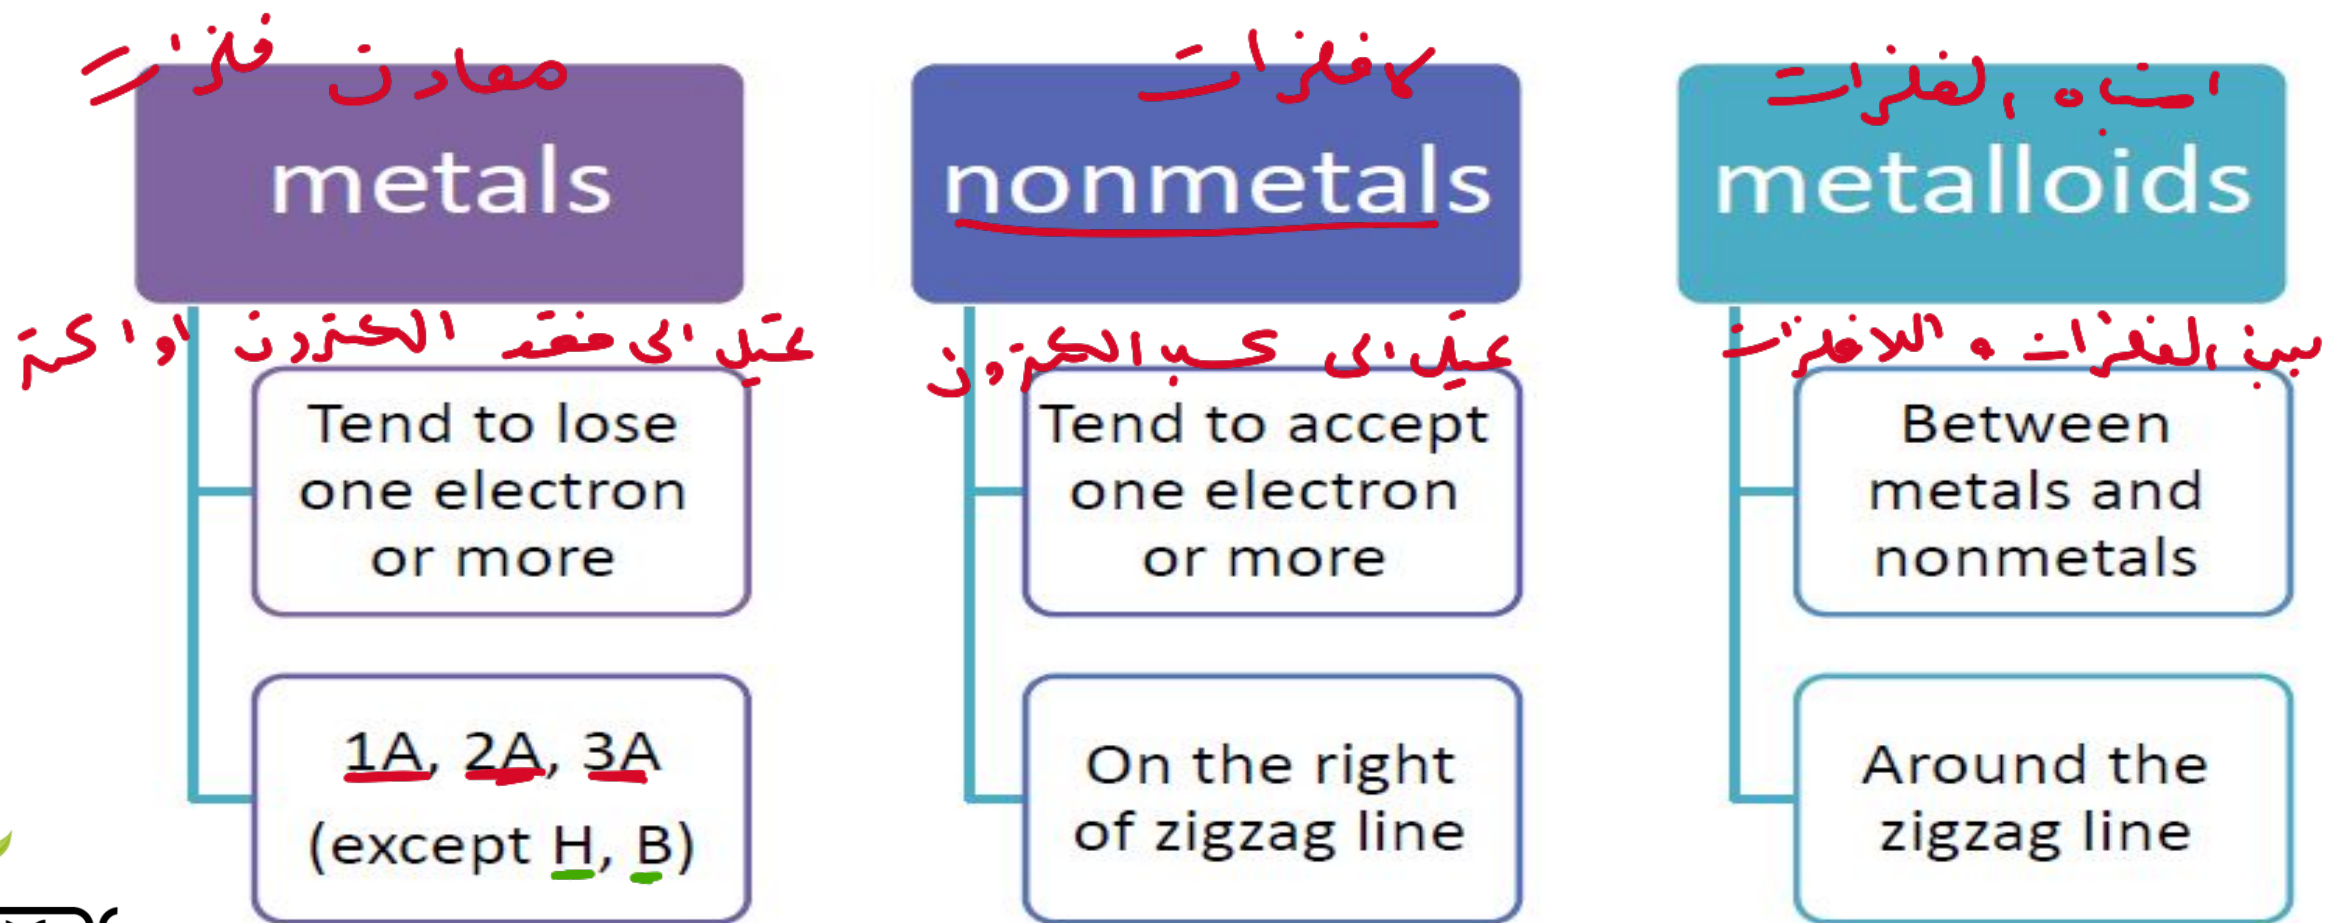 معادن فلزات
metals
تميل الى فقد الكترون او اكثر
Tend to lose
one electron
or more
1A, 2A, 3A
(except H, B)
لا فلزات
nonmetals
تميل الى كسب الكترون
Tend to accept
one electron
or more
On the right
of zigzag line
اشباه الفلزات
metalloids
بين الفلزات و اللافلزات
Between
metals and
nonmetals
Around the
zigzag line